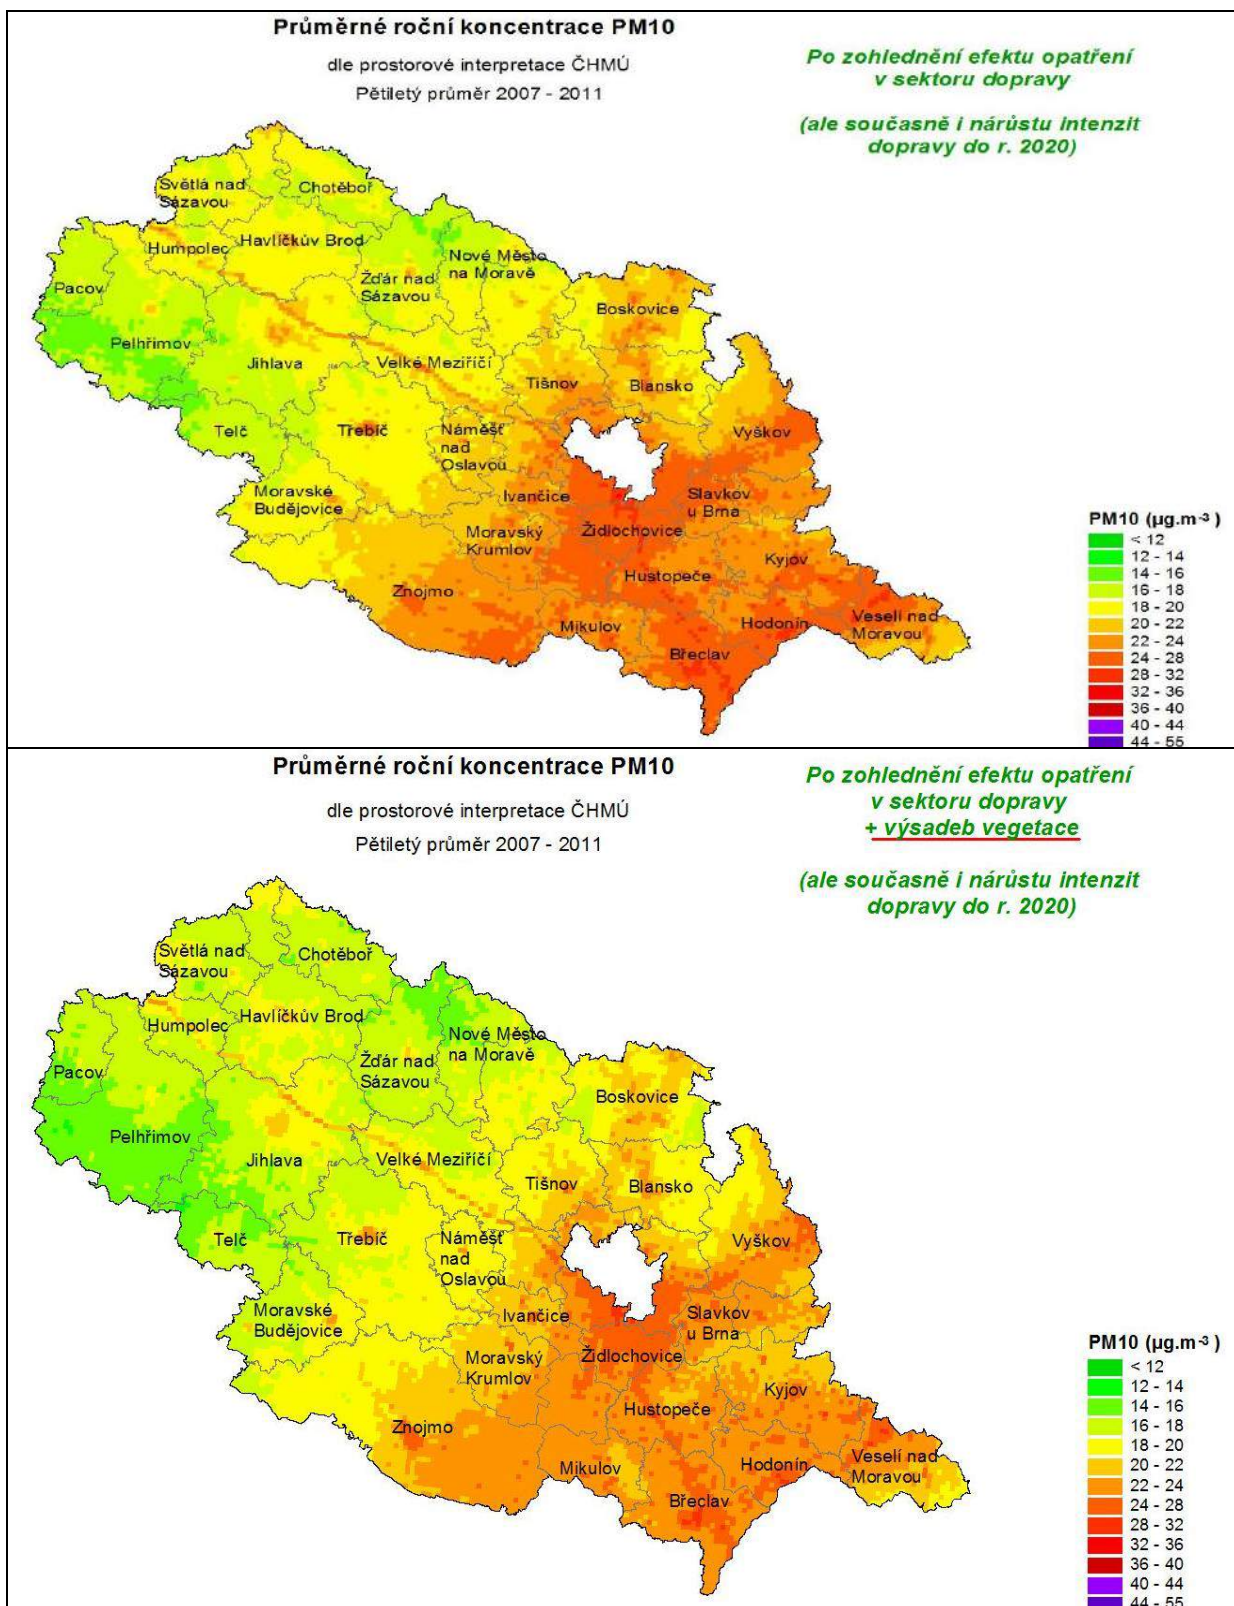 Průměrné roční koncentrace PM10
dle prostorové interpretace ČHMÚ
Pětiletý průměr 2007 - 2011
Po zohlednění efektu opatření
v sektoru dopravy
(ale současně i nárůstu intenzit
dopravy do r. 2020)
Světlá nad
Sázavou
Chotěboř
Humpolec
Havlíčkův Brod
Nové Město
na Moravě
Pacov
Žďár nad
Sázavou
Boskovice
Pelhřimov
Jihlava
Velké Meziříčí
Tišnov
Blansko
Telč
Třebíč
Náměšť
nad
Oslavou
Vyškov
Moravské
Budějovice
Ivančice
Slavkov
u Brna
Moravský
Krumlov
Židlochovice
Kyjov
Znojmo
Hustopeče
Mikulov
Hodonín
Veselí nad
Moravou
Břeclav
PM10 (µg.m-3 )
< 12
12 - 14
14 - 16
16 - 18
18 - 20
20 - 22
22 - 24
24 - 28
28 - 32
32 - 36
36 - 40
40 - 44
44 - 55
Průměrné roční koncentrace PM10
dle prostorové interpretace ČHMÚ
Pětiletý průměr 2007 - 2011
Po zohlednění efektu opatření
v sektoru dopravy
+ výsadeb vegetace
(ale současně i nárůstu intenzit
dopravy do r. 2020)
Světlá nad
Sázavou
Chotěboř
Humpolec
Havlíčkův Brod
Nové Město
na Moravě
Pacov
Žďár nad
Sázavou
Boskovice
Pelhřimov
Jihlava
Velké Meziříčí
Tišnov
Blansko
Telč
Třebíč
Náměšť
nad
Oslavou
Vyškov
Moravské
Budějovice
Ivančice
Slavkov
u Brna
Moravský
Krumlov
Židlochovice
Kyjov
Znojmo
Hustopeče
Mikulov
Hodonín
Veselí nad
Moravou
Břeclav
PM10 (µg.m-3 )
< 12
12 - 14
14 - 16
16 - 18
18 - 20
20 - 22
22 - 24
24 - 28
28 - 32
32 - 36
36 - 40
40 - 44
44 - 55